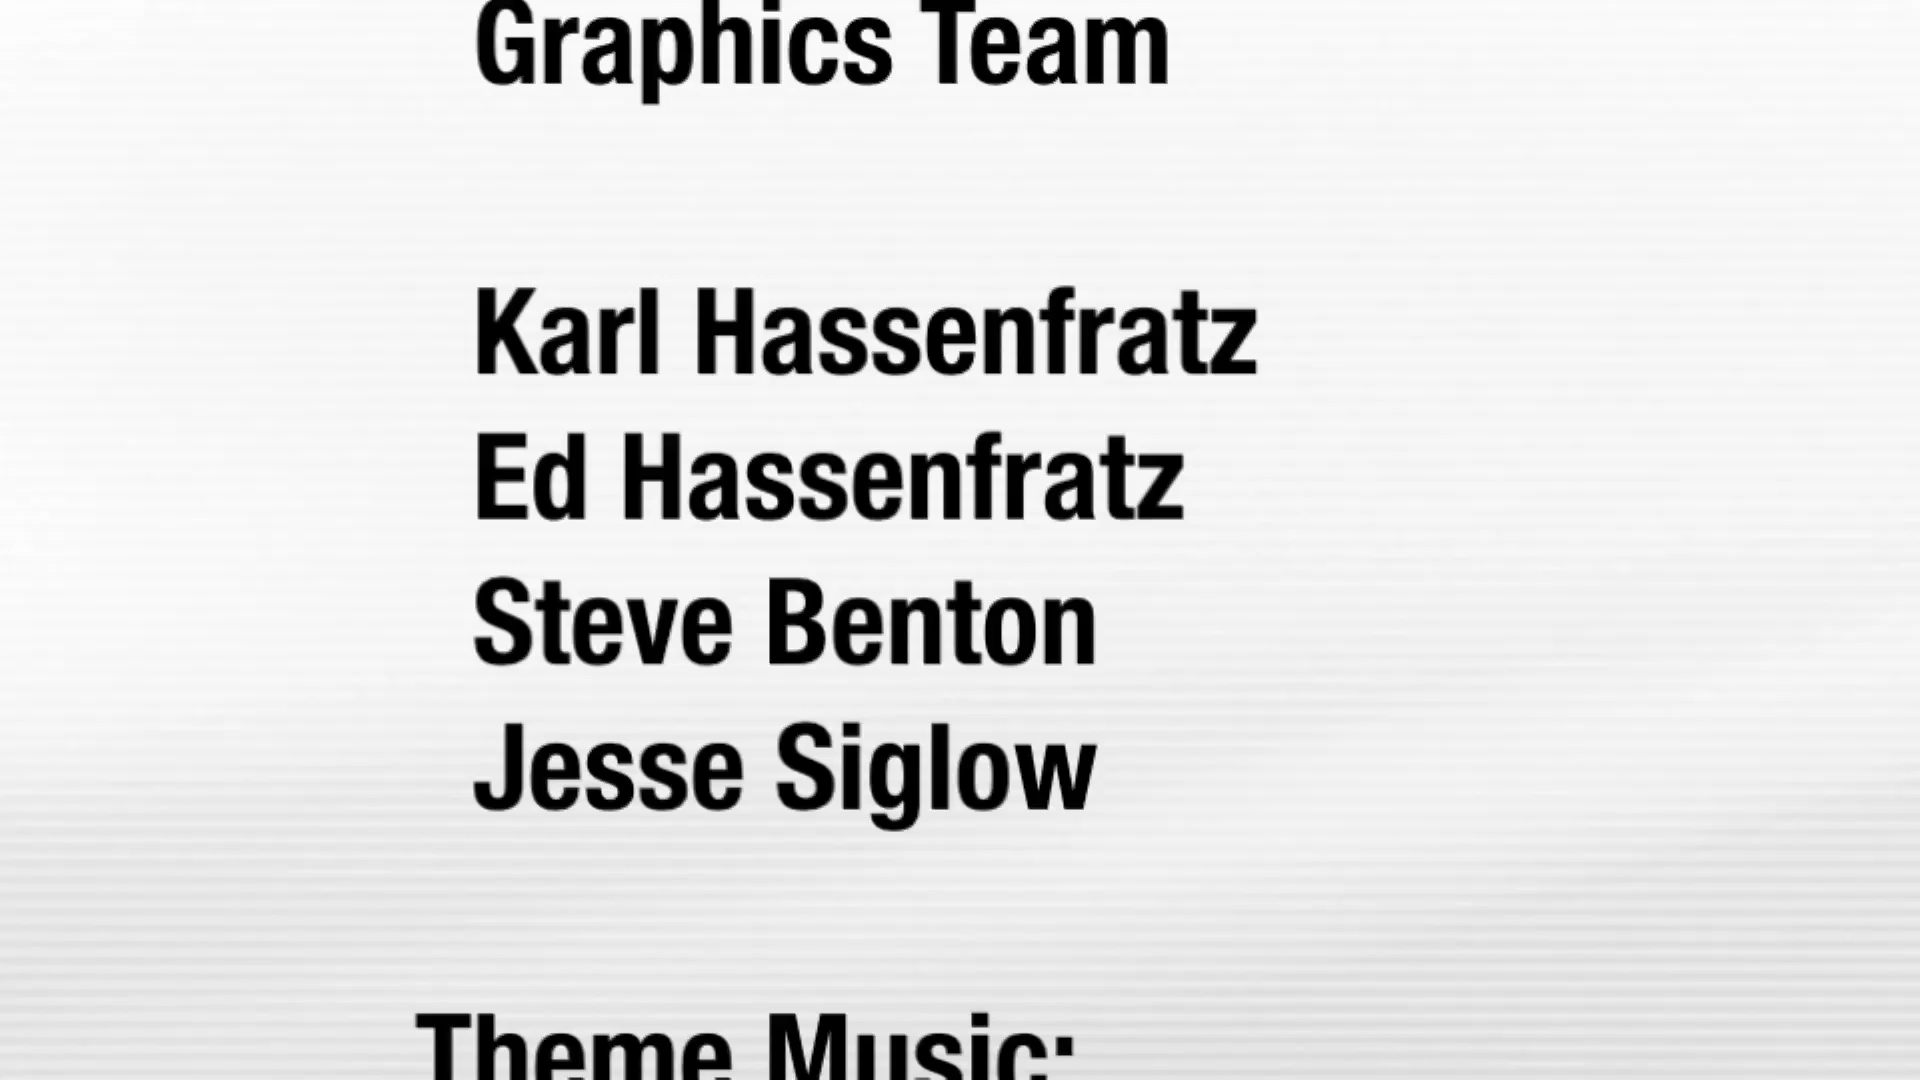 Graphics Team
Karl Hassenfratz
Ed Hassenfratz
Steve Benton
Jesse Siglow
Theme Music: